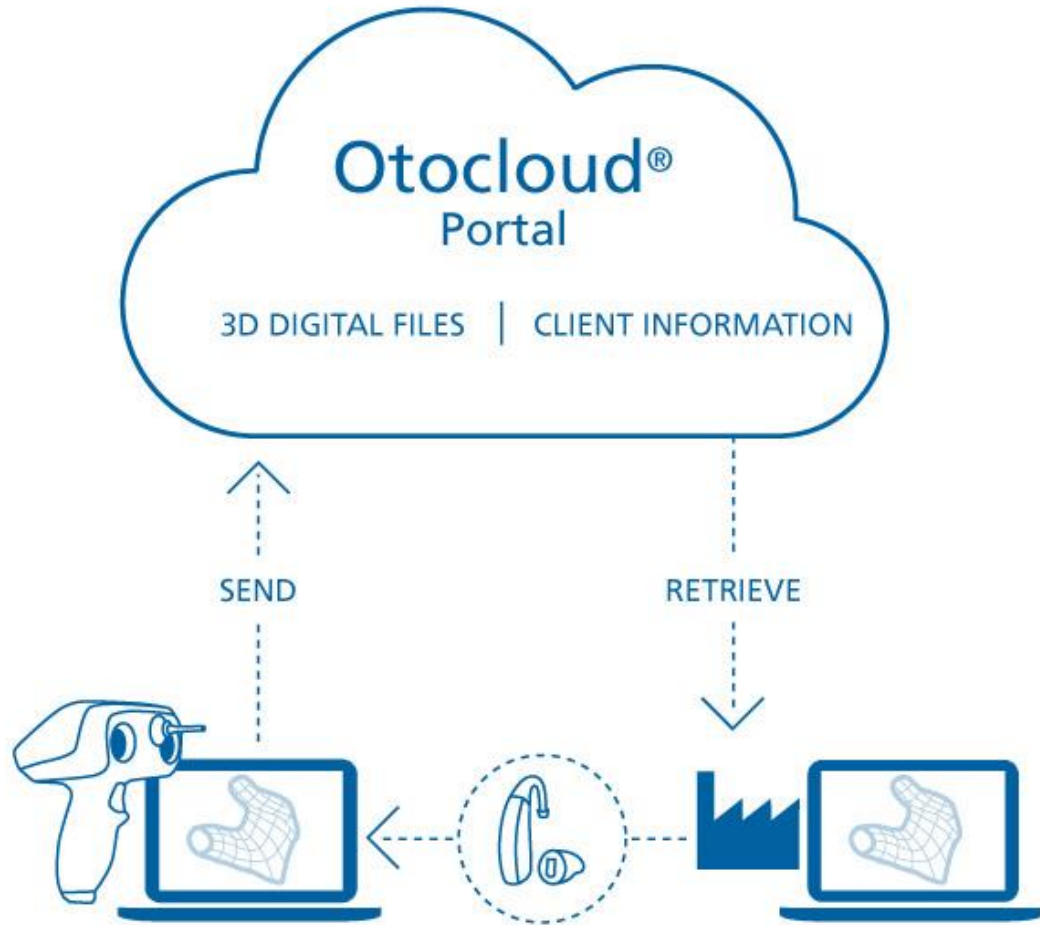 Otocloud®
Portal
3D DIGITAL FILES | CLIENT INFORMATION
SEND
RETRIEVE